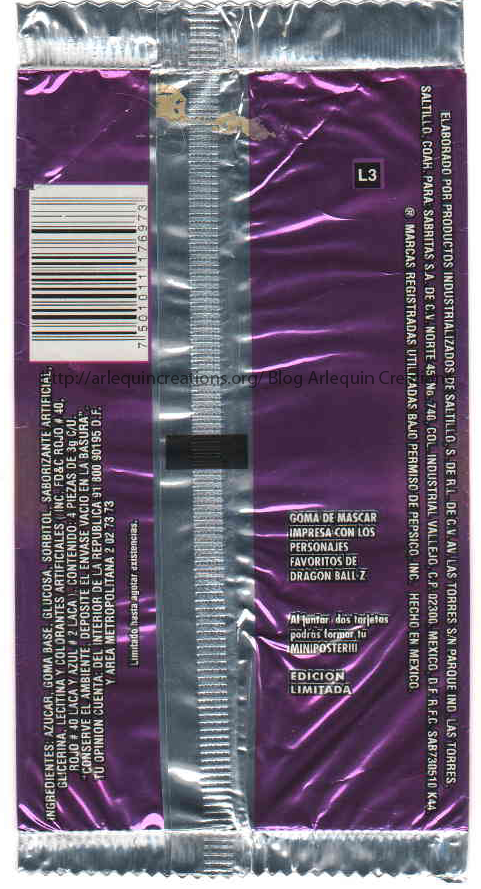 ELABORADO POR PRODUCTOS INDUSTRIALIZADOS DE SALTILLO, S. DE R.L. DE C.V. AV. LAS TORRES S/N PARQUE IND. LAS TORRES.
SALTILLO, COAH. PARA SABRITAS S.A. DE C.V. NORTE 45 No. 740, COL. INDUSTRIAL VALLEJO, C.P. 02300, MEXICO, D.F. R.F.C. SAB730510 K44
® MARCAS REGISTRADAS UTILIZADAS BAJO PERMISO DE PEPSICO, INC. HECHO EN MEXICO.
L3
GOMA DE MASCAR
IMPRESA CON LOS
PERSONAJES
FAVORITOS DE
DRAGON BALL Z
Al juntar dos tarjetas
podrás formar tu
MINIPOSTER!!!
EDICION
LIMITADA
7 501011 176973
http://arlequincreations.org/ Blog Arlequin
INGREDIENTES: AZUCAR, GOMA BASE, GLUCOSA, SORBITOL, SABORIZANTE ARTIFICIAL,
GLICERINA, LECITINA Y COLORANTES ARTIFICIALES ( INC. FD&C ROJO # 40,
ROJO # 40 LACA Y AZUL # 2 LACA). CONTENIDO: 4 PIEZAS DE 3g C/U
"CONSERVE EL AMBIENTE, DEPOSITE EL ENVASE VACIO EN LA BASURA".
TU OPINION CUENTA: DEL INTERIOR DE LA REPUBLICA 91 800 90195 D.F.
Y AREA METROPOLITANA 2 02 73 73
Limitado hasta agotar existencias.